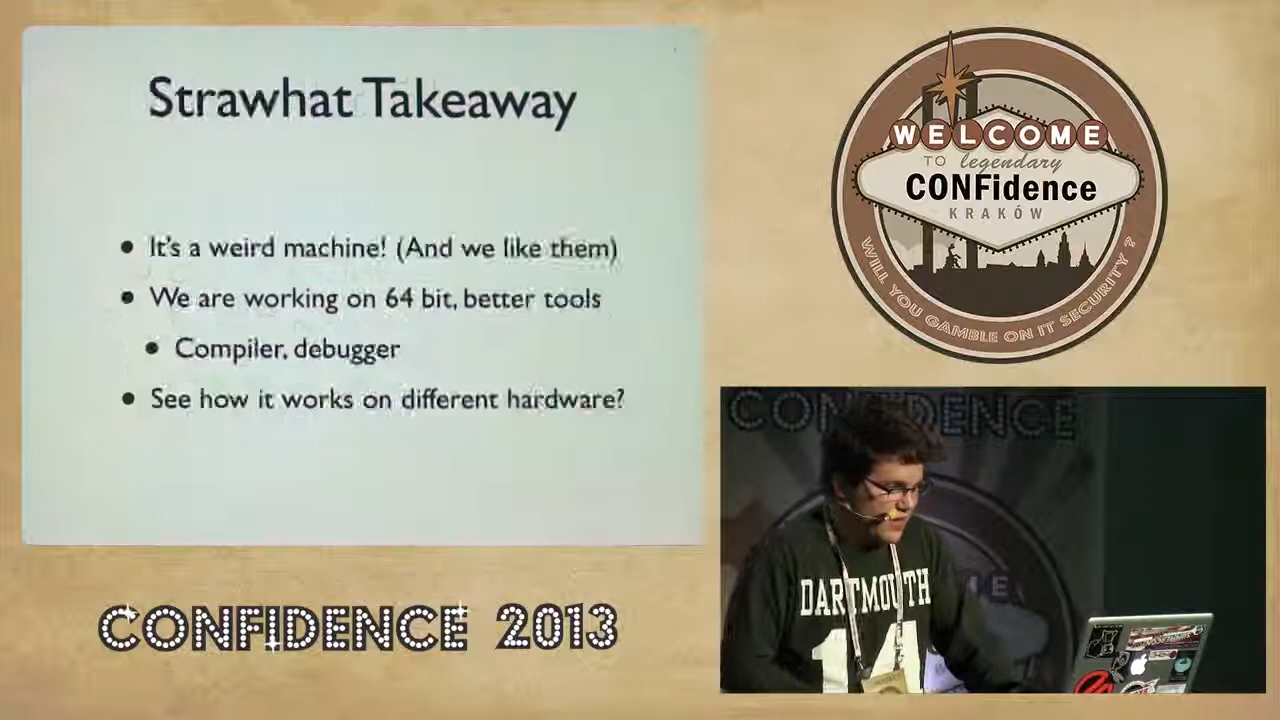 Strawhat Takeaway
It's a weird machine! (And we like them)
We are working on 64 bit, better tools
Compiler, debugger
See how it works on different hardware?
CONFIDENCE 2013
WELCOME
TO legendary
CONFidence
KRAKÓW
WILL YOU GAMBLE ON IT SECURITY?
CONFIDENCE
DARTMOUTH
14